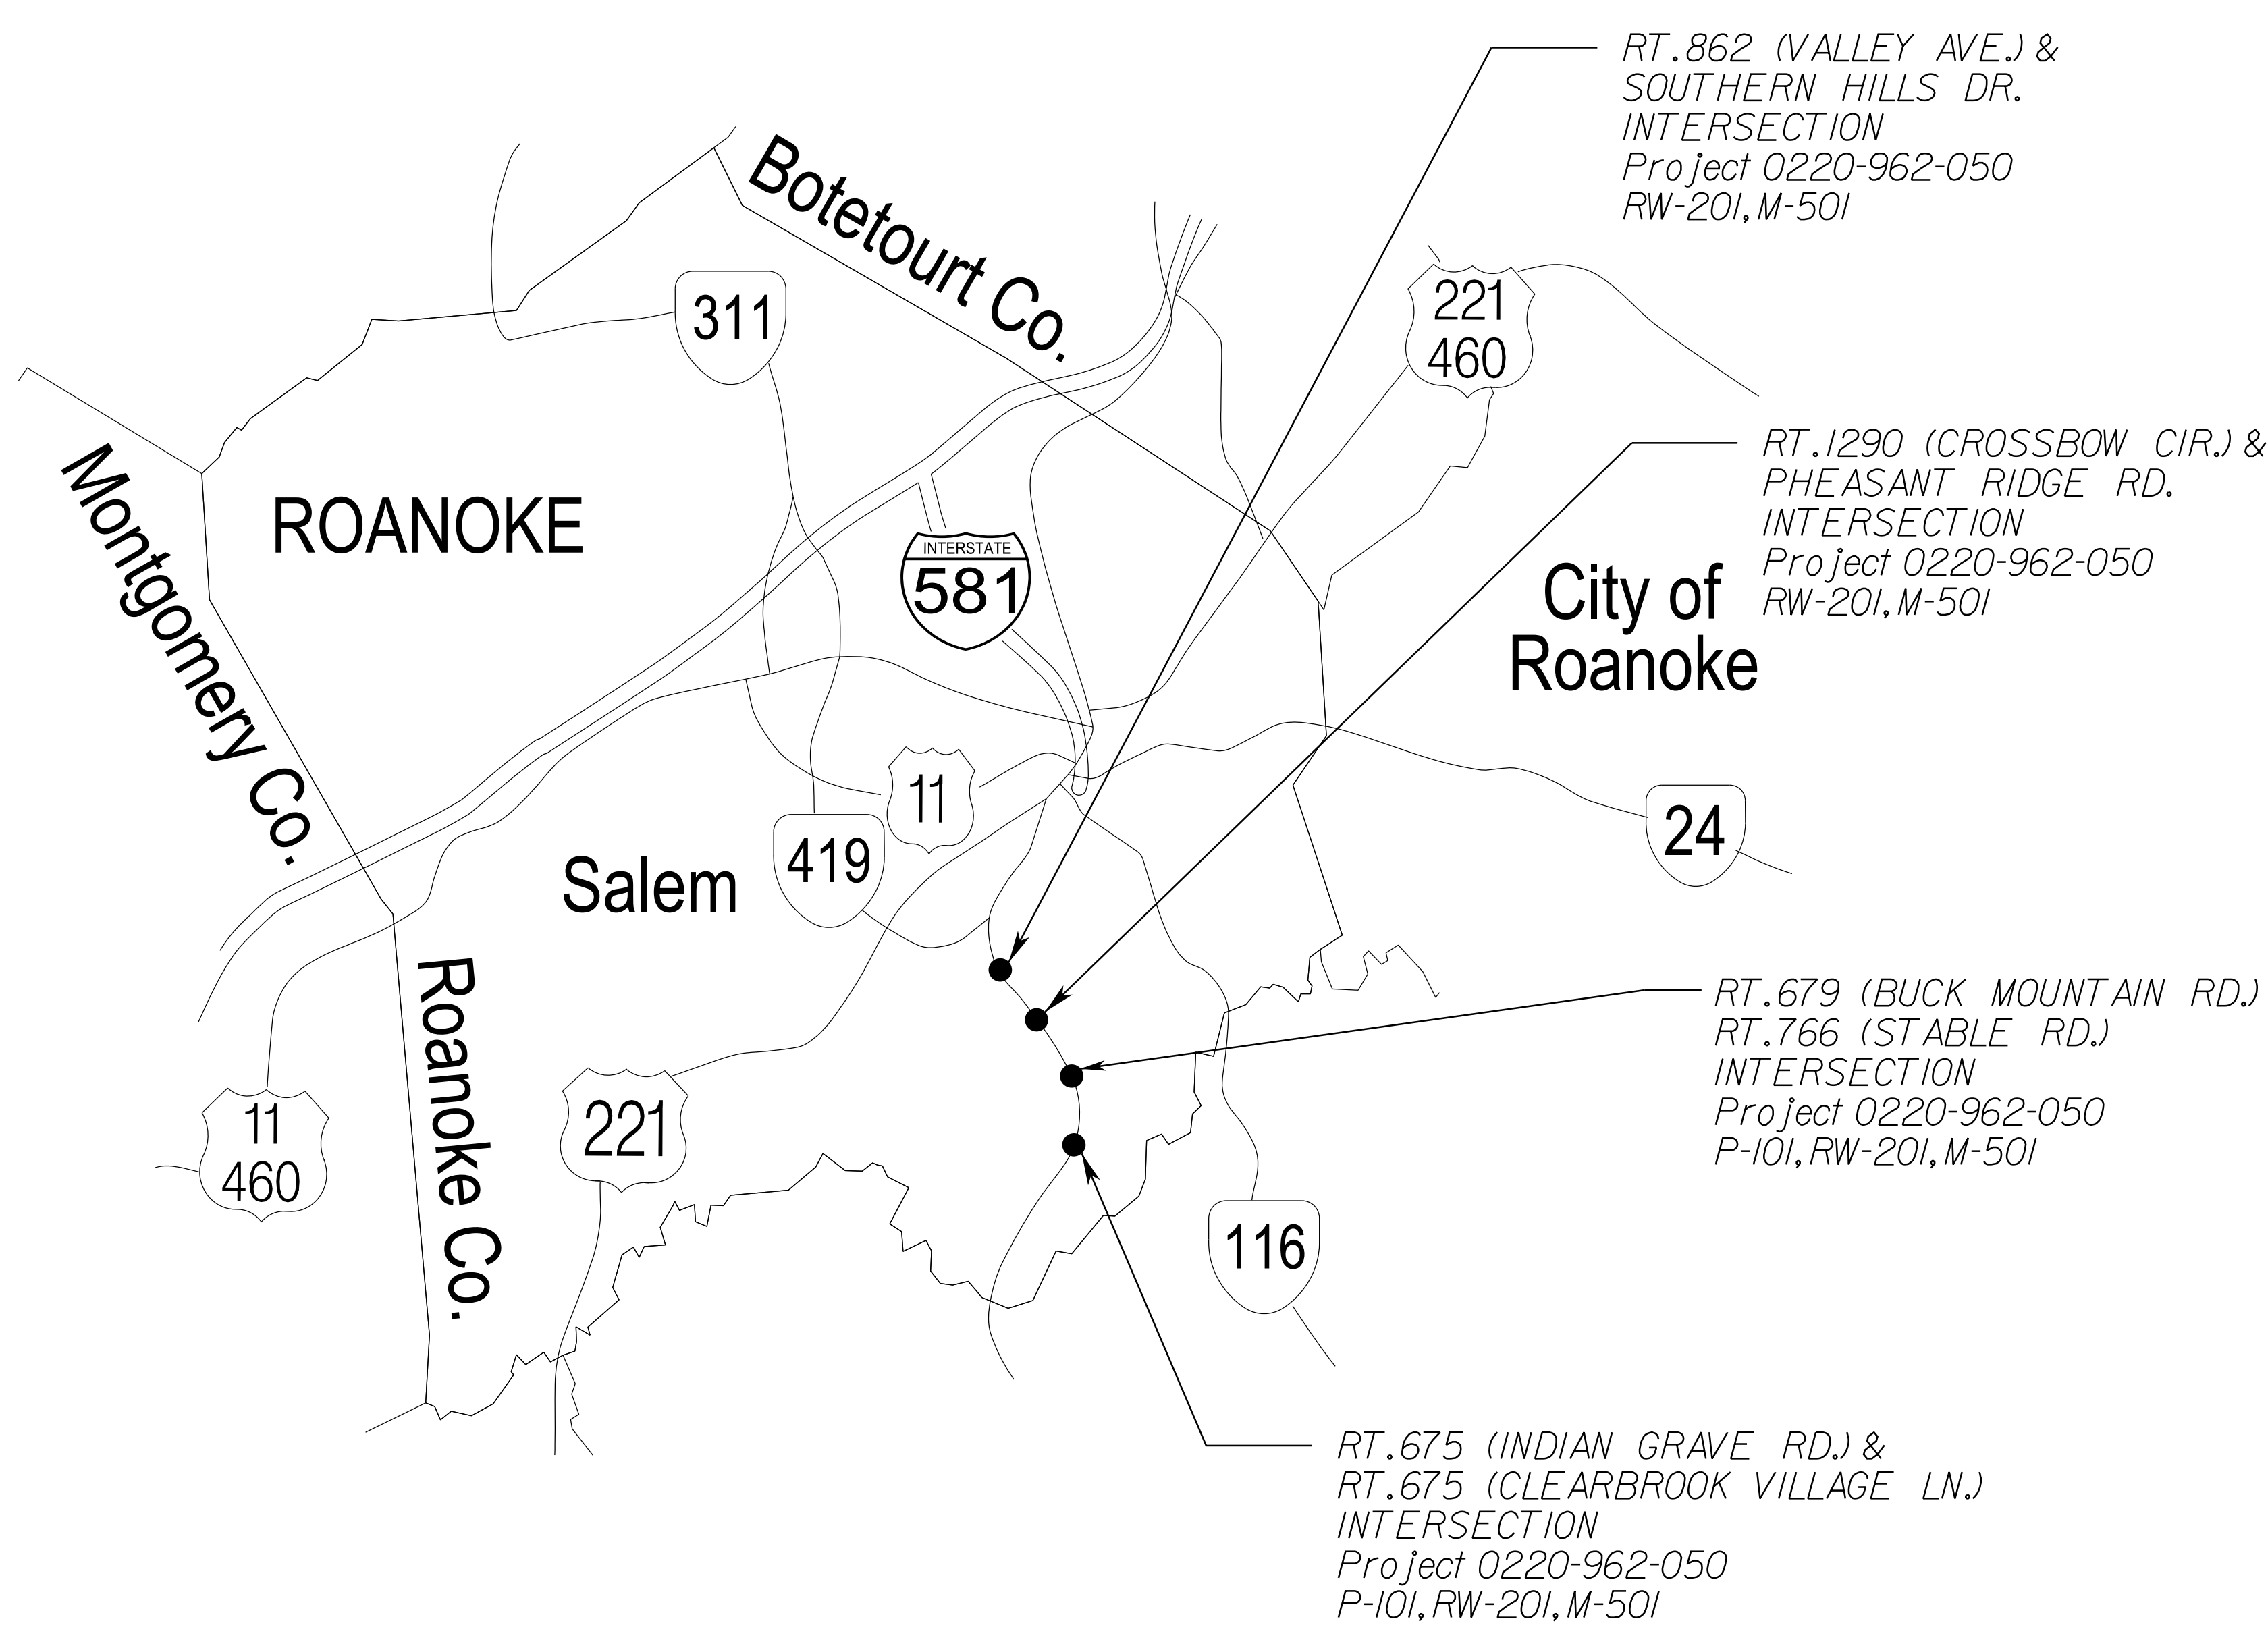 RT.862 (VALLEY AVE.) &
SOUTHERN HILLS DR.
INTERSECTION
Project 0220-962-050
RW-201, M-501
Botetourt Co.
311
221
460
RT.1290 (CROSSBOW CIR.) &
PHEASANT RIDGE RD.
INTERSECTION
Project 0220-962-050
RW-201, M-501
Montgomery Co.
ROANOKE
INTERSTATE
581
City of
Roanoke
11
419
24
Salem
Roanoke Co.
RT.679 (BUCK MOUNTAIN RD.)
RT.766 (STABLE RD.)
INTERSECTION
Project 0220-962-050
P-101, RW-201, M-501
11
460
221
116
RT.675 (INDIAN GRAVE RD.) &
RT.675 (CLEARBROOK VILLAGE LN.)
INTERSECTION
Project 0220-962-050
P-101, RW-201, M-501